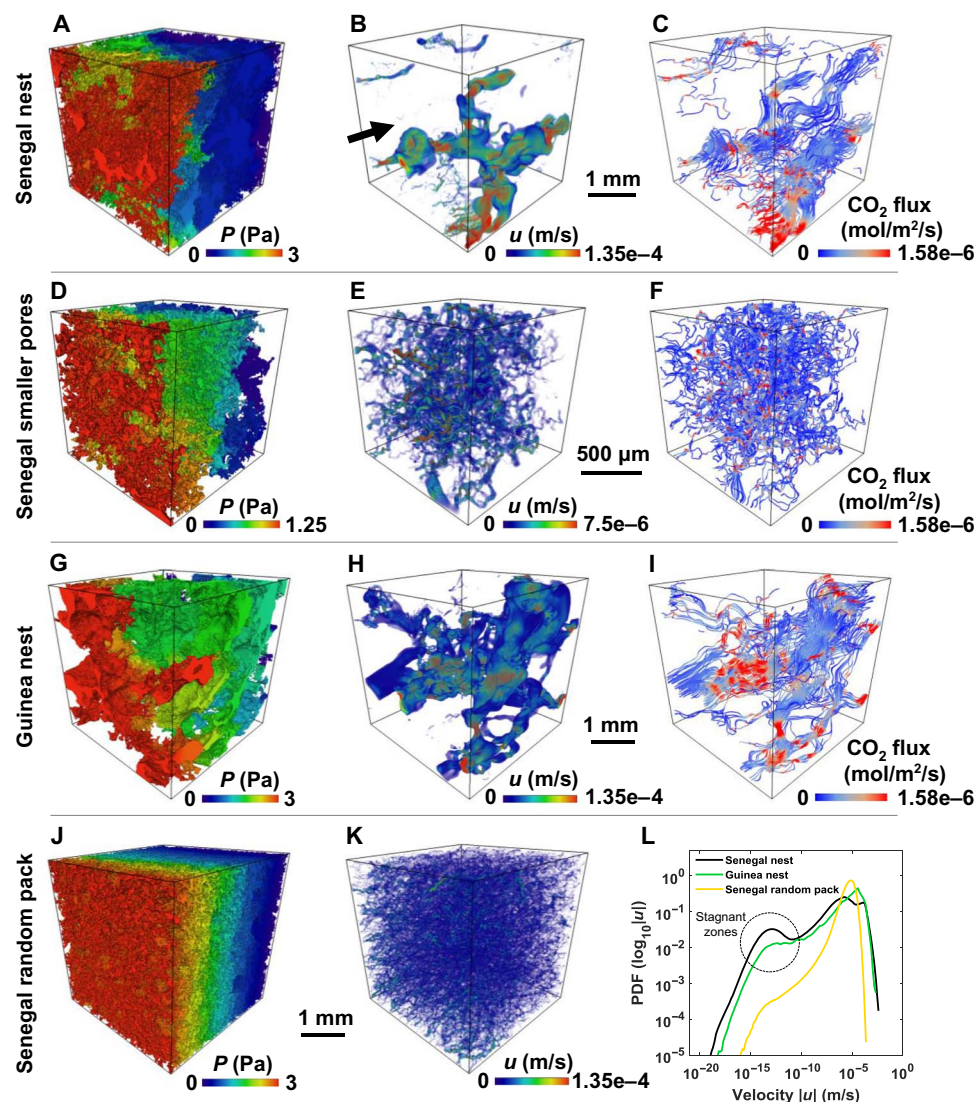 A
B
C
Senegal nest
P (Pa)
0 3
1 mm
u (m/s)
0 1.35e−4
CO2 flux
(mol/m2/s)
0 1.58e−6
D
E
F
Senegal smaller pores
P (Pa)
0 1.25
500 μm
u (m/s)
0 7.5e−6
CO2 flux
(mol/m2/s)
0 1.58e−6
G
H
I
Guinea nest
P (Pa)
0 3
1 mm
u (m/s)
0 1.35e−4
CO2 flux
(mol/m2/s)
0 1.58e−6
J
K
L
Senegal random pack
P (Pa)
0 3
1 mm
u (m/s)
0 1.35e−4
Senegal nest
Guinea nest
Senegal random pack
Stagnant
zones
PDF (log10|u|)
10^0
10^−1
10^−2
10^−3
10^−4
10^−5
10^−20 10^−15 10^−10 10^−5 10^0
Velocity |u| (m/s)